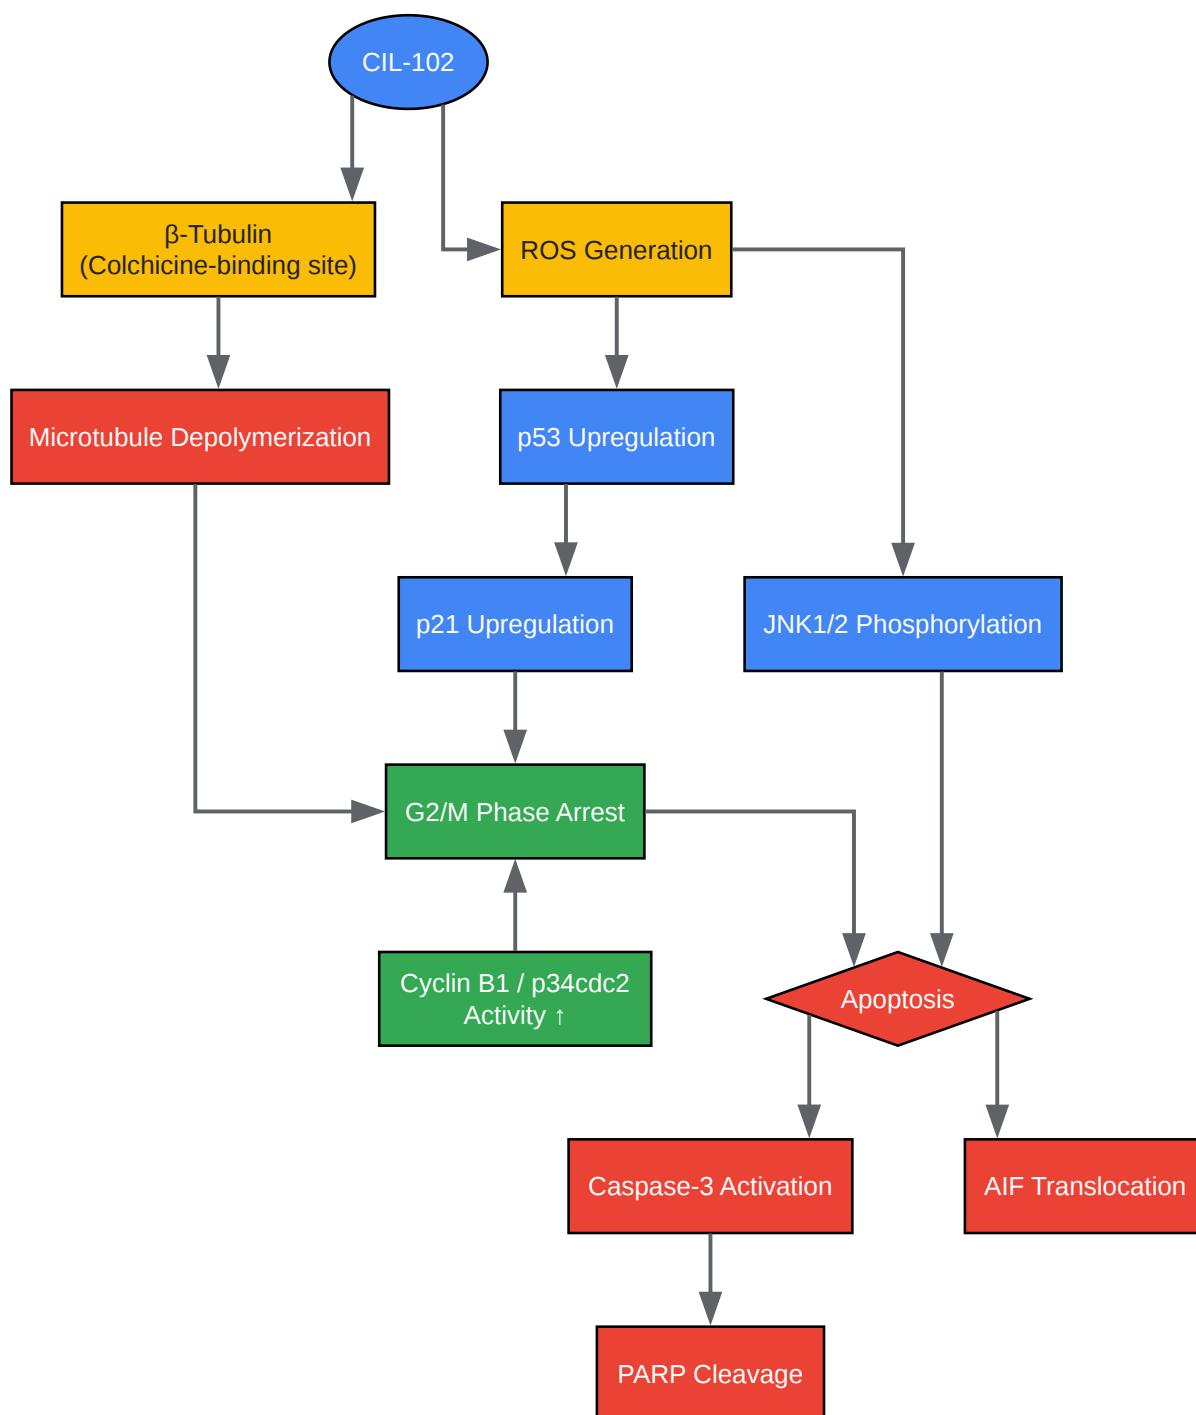 CIL-102
β-Tubulin
(Colchicine-binding site)
ROS Generation
Microtubule Depolymerization
p53 Upregulation
p21 Upregulation
JNK1/2 Phosphorylation
G2/M Phase Arrest
Cyclin B1 / p34cdc2
Activity ↑
Apoptosis
Caspase-3 Activation
AIF Translocation
PARP Cleavage